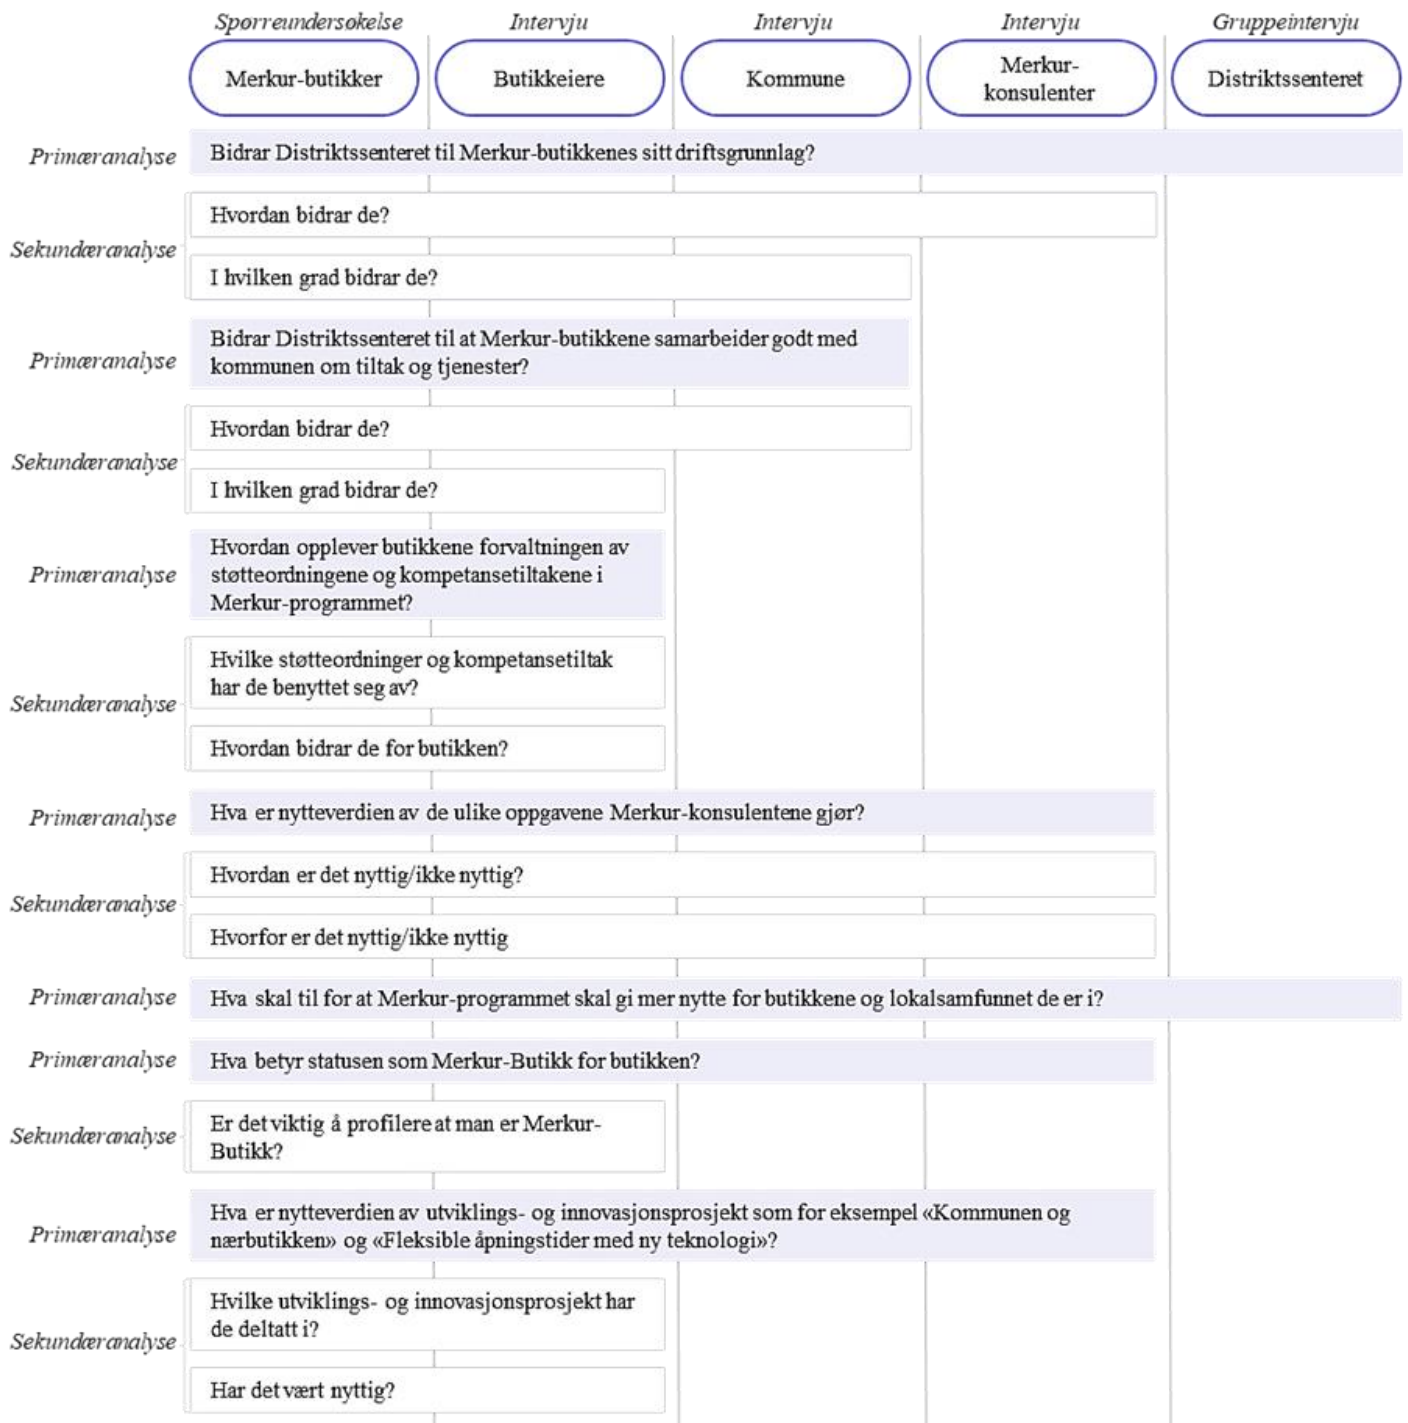 Spørreundersøkelse
Intervju
Intervju
Intervju
Gruppeintervju
Merkur-butikker
Butikkeiere
Kommune
Merkur-
konsulenter
Distriktssenteret
Primæranalyse
Bidrar Distriktssenteret til Merkur-butikkenes sitt driftsgrunnlag?
Sekundæranalyse
Hvordan bidrar de?
I hvilken grad bidrar de?
Primæranalyse
Bidrar Distriktssenteret til at Merkur-butikkene samarbeider godt med
kommunen om tiltak og tjenester?
Sekundæranalyse
Hvordan bidrar de?
I hvilken grad bidrar de?
Primæranalyse
Hvordan opplever butikkene forvaltningen av
støtteordningene og kompetansetiltakene i
Merkur-programmet?
Sekundæranalyse
Hvilke støtteordninger og kompetansetiltak
har de benyttet seg av?
Hvordan bidrar de for butikken?
Primæranalyse
Hva er nytteverdien av de ulike oppgavene Merkur-konsulentene gjør?
Sekundæranalyse
Hvordan er det nyttig/ikke nyttig?
Hvorfor er det nyttig/ikke nyttig
Primæranalyse
Hva skal til for at Merkur-programmet skal gi mer nytte for butikkene og lokalsamfunnet de er i?
Primæranalyse
Hva betyr statusen som Merkur-Butikk for butikken?
Sekundæranalyse
Er det viktig å profilere at man er Merkur-
Butikk?
Primæranalyse
Hva er nytteverdien av utviklings- og innovasjonsprosjekt som for eksempel «Kommunen og
nærbutikken» og «Fleksible åpningstider med ny teknologi»?
Sekundæranalyse
Hvilke utviklings- og innovasjonsprosjekt har
de deltatt i?
Har det vært nyttig?